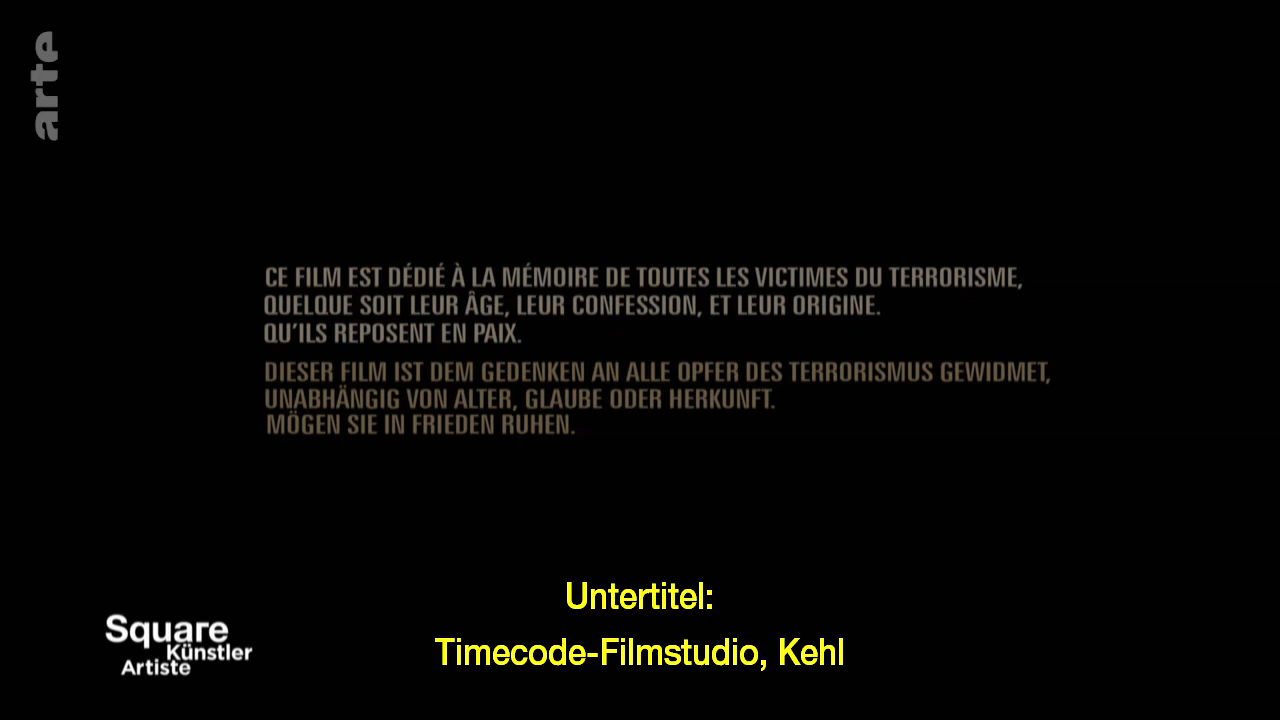 arte
CE FILM EST DÉDIÉ À LA MÉMOIRE DE TOUTES LES VICTIMES DU TERRORISME,
QUELQUE SOIT LEUR ÂGE, LEUR CONFESSION, ET LEUR ORIGINE.
QU'ILS REPOSENT EN PAIX.
DIESER FILM IST DEM GEDENKEN AN ALLE OPFER DES TERRORISMUS GEWIDMET,
UNABHÄNGIG VON ALTER, GLAUBE ODER HERKUNFT.
MÖGEN SIE IN FRIEDEN RUHEN.
Untertitel:
Timecode-Filmstudio, Kehl
Square
Künstler
Artiste